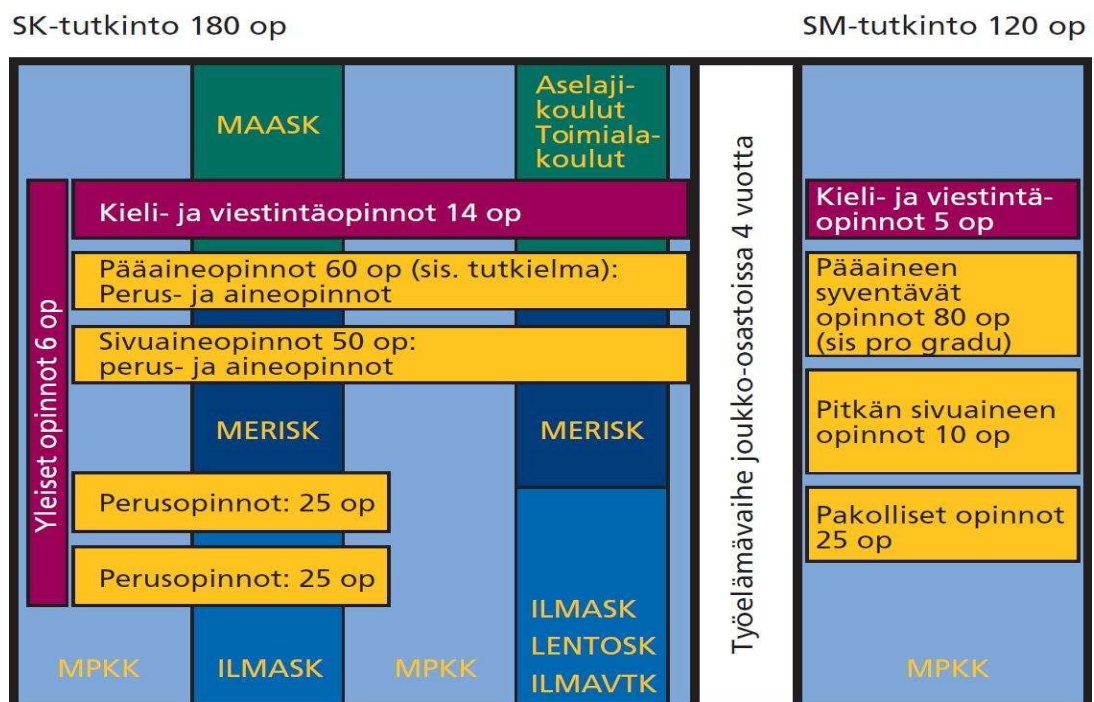 SK-tutkinto 180 op
SM-tutkinto 120 op
MAASK
Aselaji-
koulut
Toimiala-
koulut
Yleiset opinnot 6 op
Kieli- ja viestintäopinnot 14 op
Pääaineopinnot 60 op (sis. tutkielma):
Perus- ja aineopinnot
Sivuaineopinnot 50 op:
perus- ja aineopinnot
MERISK
MERISK
Perusopinnot: 25 op
Perusopinnot: 25 op
MPKK
ILMASK
MPKK
ILMASK
LENTOSK
ILMAVTK
Työelämävaihe joukko-osastoissa 4 vuotta
Kieli- ja viestintä-
opinnot 5 op
Pääaineen
syventävät
opinnot 80 op
(sis pro gradu)
Pitkän sivuaineen
opinnot 10 op
Pakolliset opinnot
25 op
MPKK